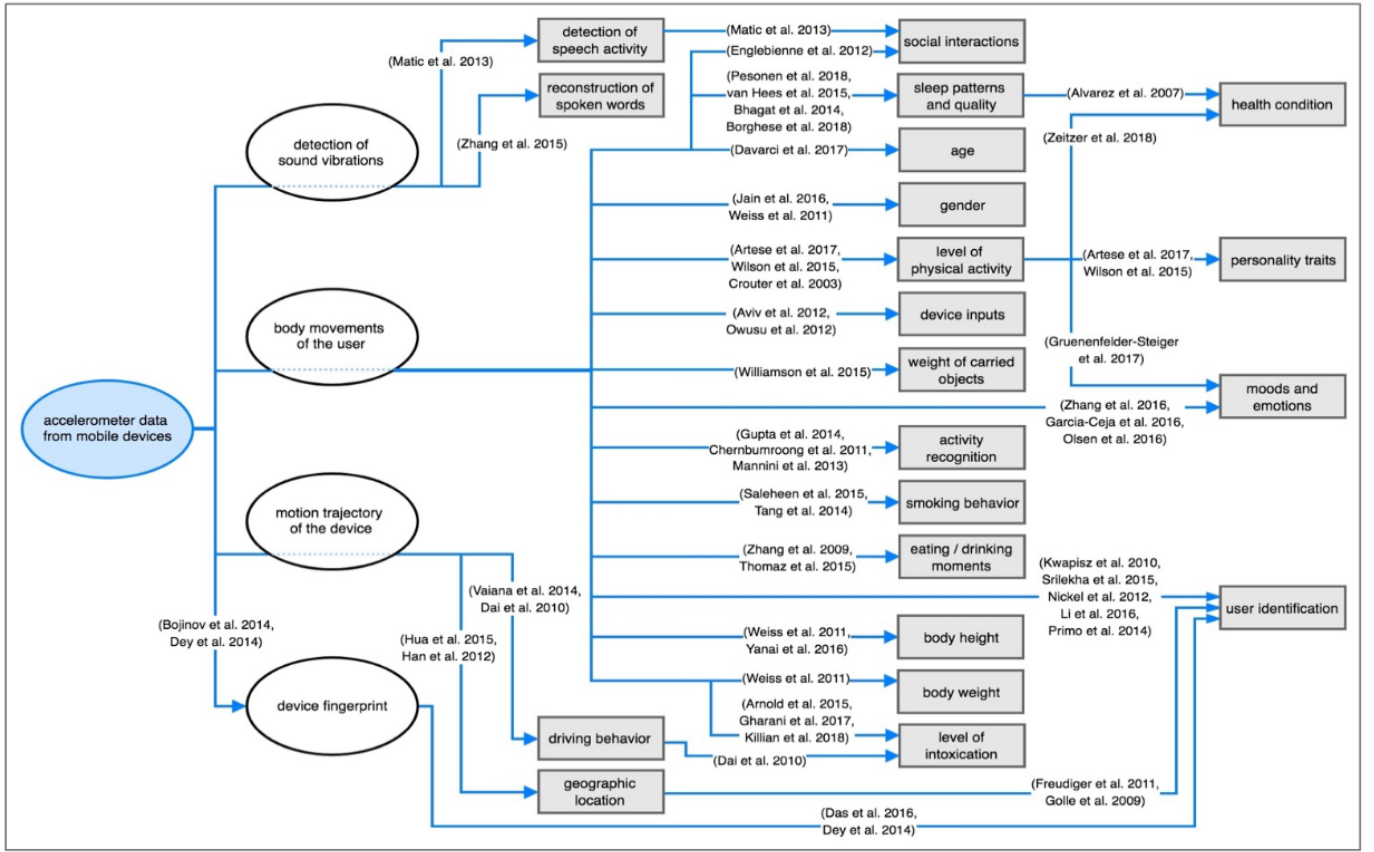 detection of
speech activity
(Matic et al. 2013)
reconstruction of
spoken words
(Zhang et al. 2015)
detection of
sound vibrations
(Matic et al. 2013)
(Englebienne et al. 2012)
social interactions
(Pesonen et al. 2018,
van Hees et al. 2015,
Bhagat et al. 2014,
Borghese et al. 2018)
sleep patterns
and quality
(Alvarez et al. 2007)
health condition
(Zeitzer et al. 2018)
(Davarci et al. 2017)
age
(Jain et al. 2016,
Weiss et al. 2011)
gender
(Artese et al. 2017,
Wilson et al. 2015,
Crouter et al. 2003)
level of
physical activity
(Artese et al. 2017,
Wilson et al. 2015)
personality traits
body movements
of the user
(Aviv et al. 2012,
Owusu et al. 2012)
device inputs
(Williamson et al. 2015)
weight of carried
objects
(Gruenenfelder-Steiger
et al. 2017)
moods and
emotions
(Zhang et al. 2016,
Garcia-Ceja et al. 2016,
Olsen et al. 2016)
accelerometer data
from mobile devices
(Gupta et al. 2014,
Chernbumroong et al. 2011,
Mannini et al. 2013)
activity
recognition
motion trajectory
of the device
(Saleheen et al. 2015,
Tang et al. 2014)
smoking behavior
(Zhang et al. 2009,
Thomaz et al. 2015)
eating / drinking
moments
(Kwapisz et al. 2010,
Srilekha et al. 2015,
Nickel et al. 2012,
Li et al. 2016,
Primo et al. 2014)
user identification
(Vaiana et al. 2014,
Dai et al. 2010)
(Bojinov et al. 2014,
Dey et al. 2014)
(Hua et al. 2015,
Han et al. 2012)
(Weiss et al. 2011,
Yanai et al. 2016)
body height
device fingerprint
(Weiss et al. 2011)
body weight
(Arnold et al. 2015,
Gharani et al. 2017,
Killian et al. 2018)
level of
intoxication
driving behavior
(Dai et al. 2010)
geographic
location
(Freudiger et al. 2011,
Golle et al. 2009)
(Das et al. 2016,
Dey et al. 2014)